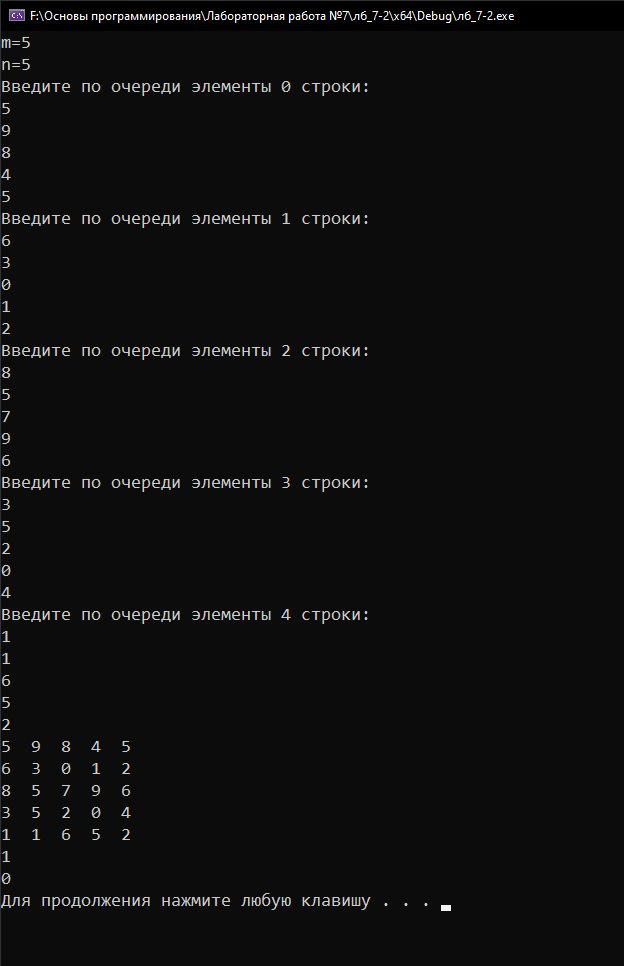 F:\Основы программирования\Лабораторная работа №7\лб_7-2\x64\Debug\лб_7-2.exe
m=5
n=5
Введите по очереди элементы 0 строки:
5
9
8
4
5
Введите по очереди элементы 1 строки:
6
3
0
1
2
Введите по очереди элементы 2 строки:
8
5
7
9
6
Введите по очереди элементы 3 строки:
3
5
2
0
4
Введите по очереди элементы 4 строки:
1
1
6
5
2
5  9  8  4  5
6  3  0  1  2
8  5  7  9  6
3  5  2  0  4
1  1  6  5  2
1
0
Для продолжения нажмите любую клавишу . . .